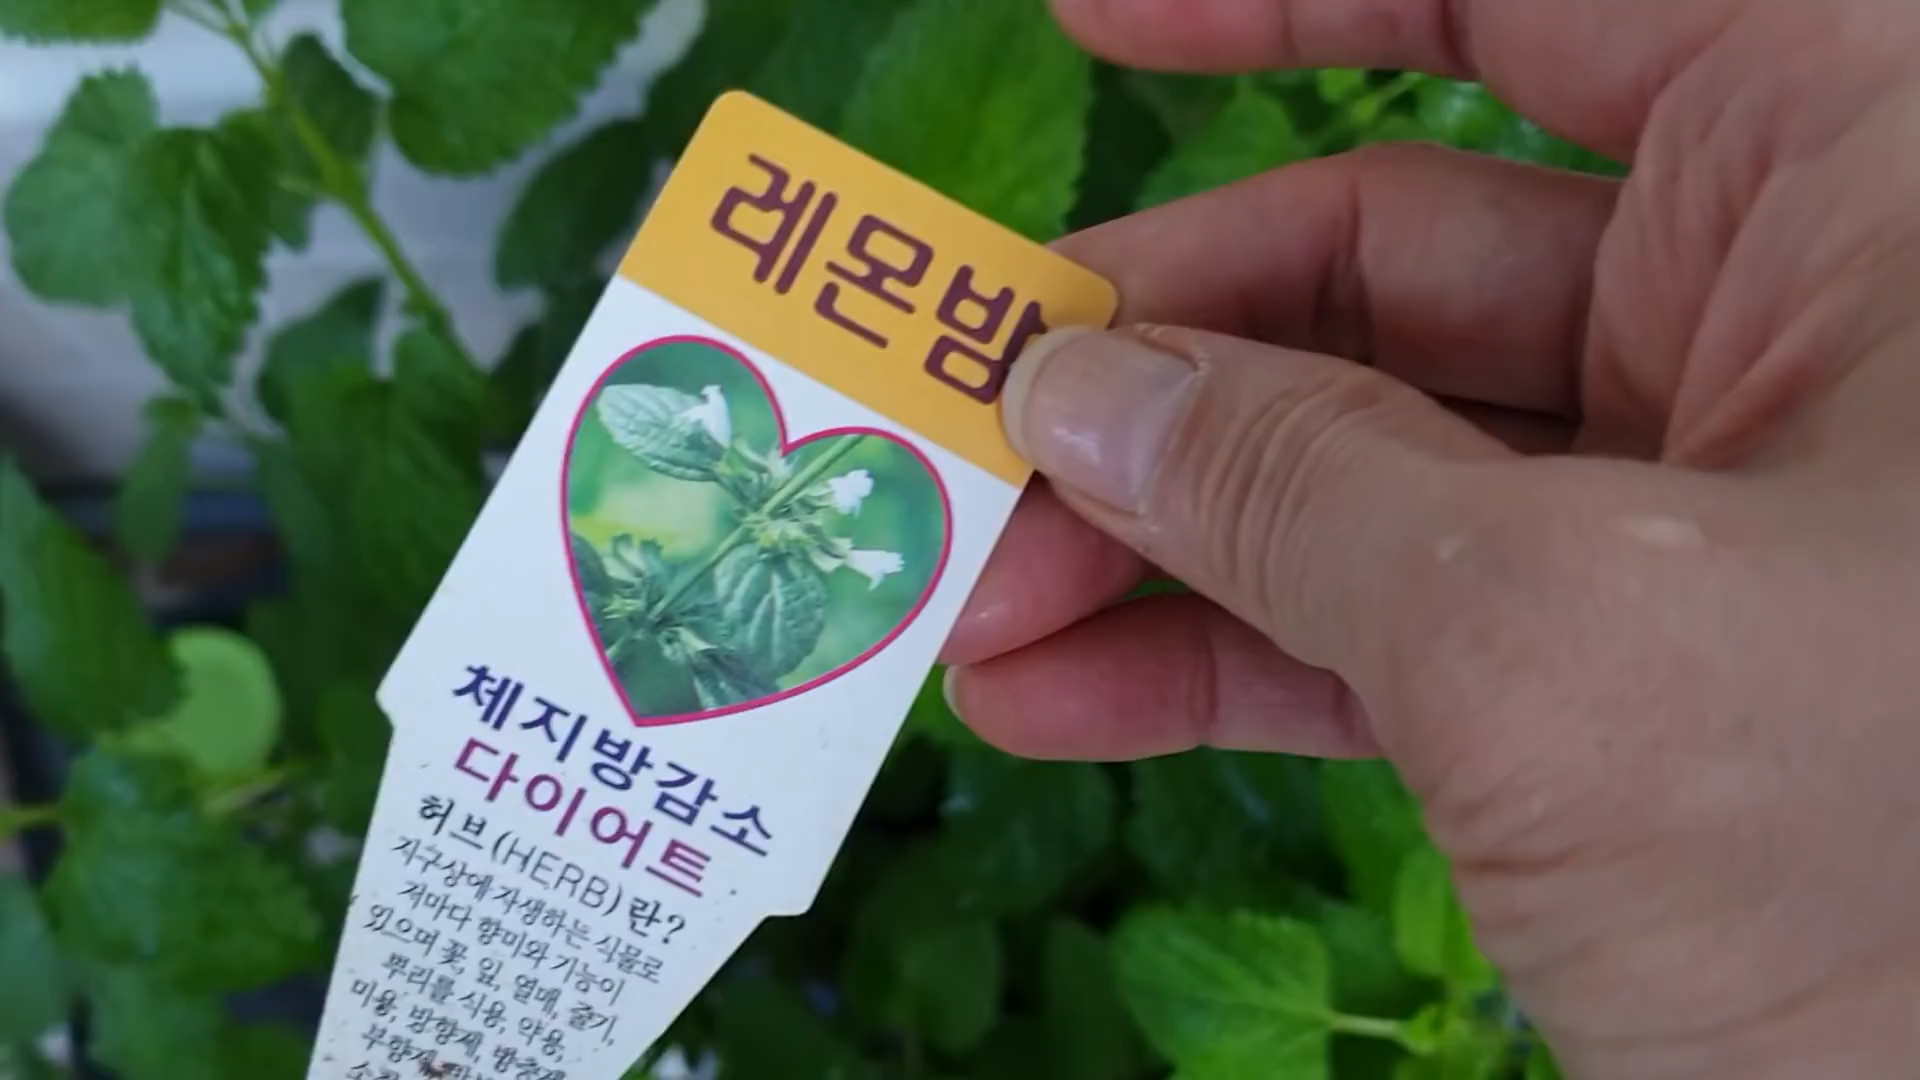 레몬밤
체지방감소
다이어트
허브(HERB)란?
지구상에 자생하는 식물로
저마다 향미와 기능이
있으며 꽃, 잎, 열매, 줄기,
뿌리를 식용, 약용,
미용, 방향제, 방충제
부향제